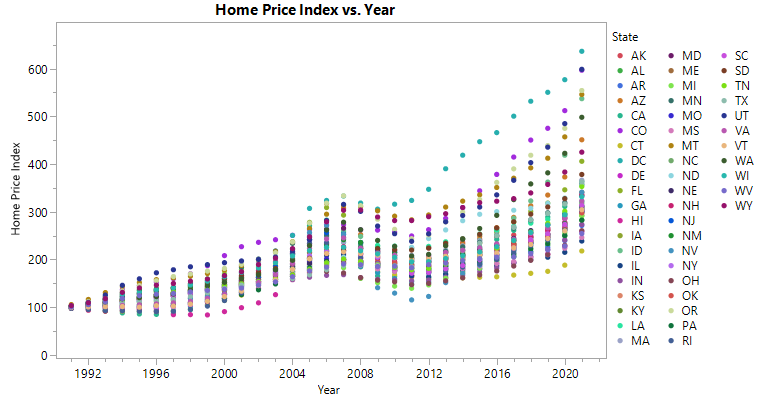 Home Price Index vs. Year
Home Price Index
600
500
400
300
200
100
0
1992
1996
2000
2004
2008
2012
2016
2020
Year
State
AK
AL
AR
AZ
CA
CO
CT
DC
DE
FL
GA
HI
IA
ID
IL
IN
KS
KY
LA
MA
MD
ME
MI
MN
MO
MS
MT
NC
ND
NE
NH
NJ
NM
NV
NY
OH
OK
OR
PA
RI
SC
SD
TN
TX
UT
VA
VT
WA
WI
WV
WY